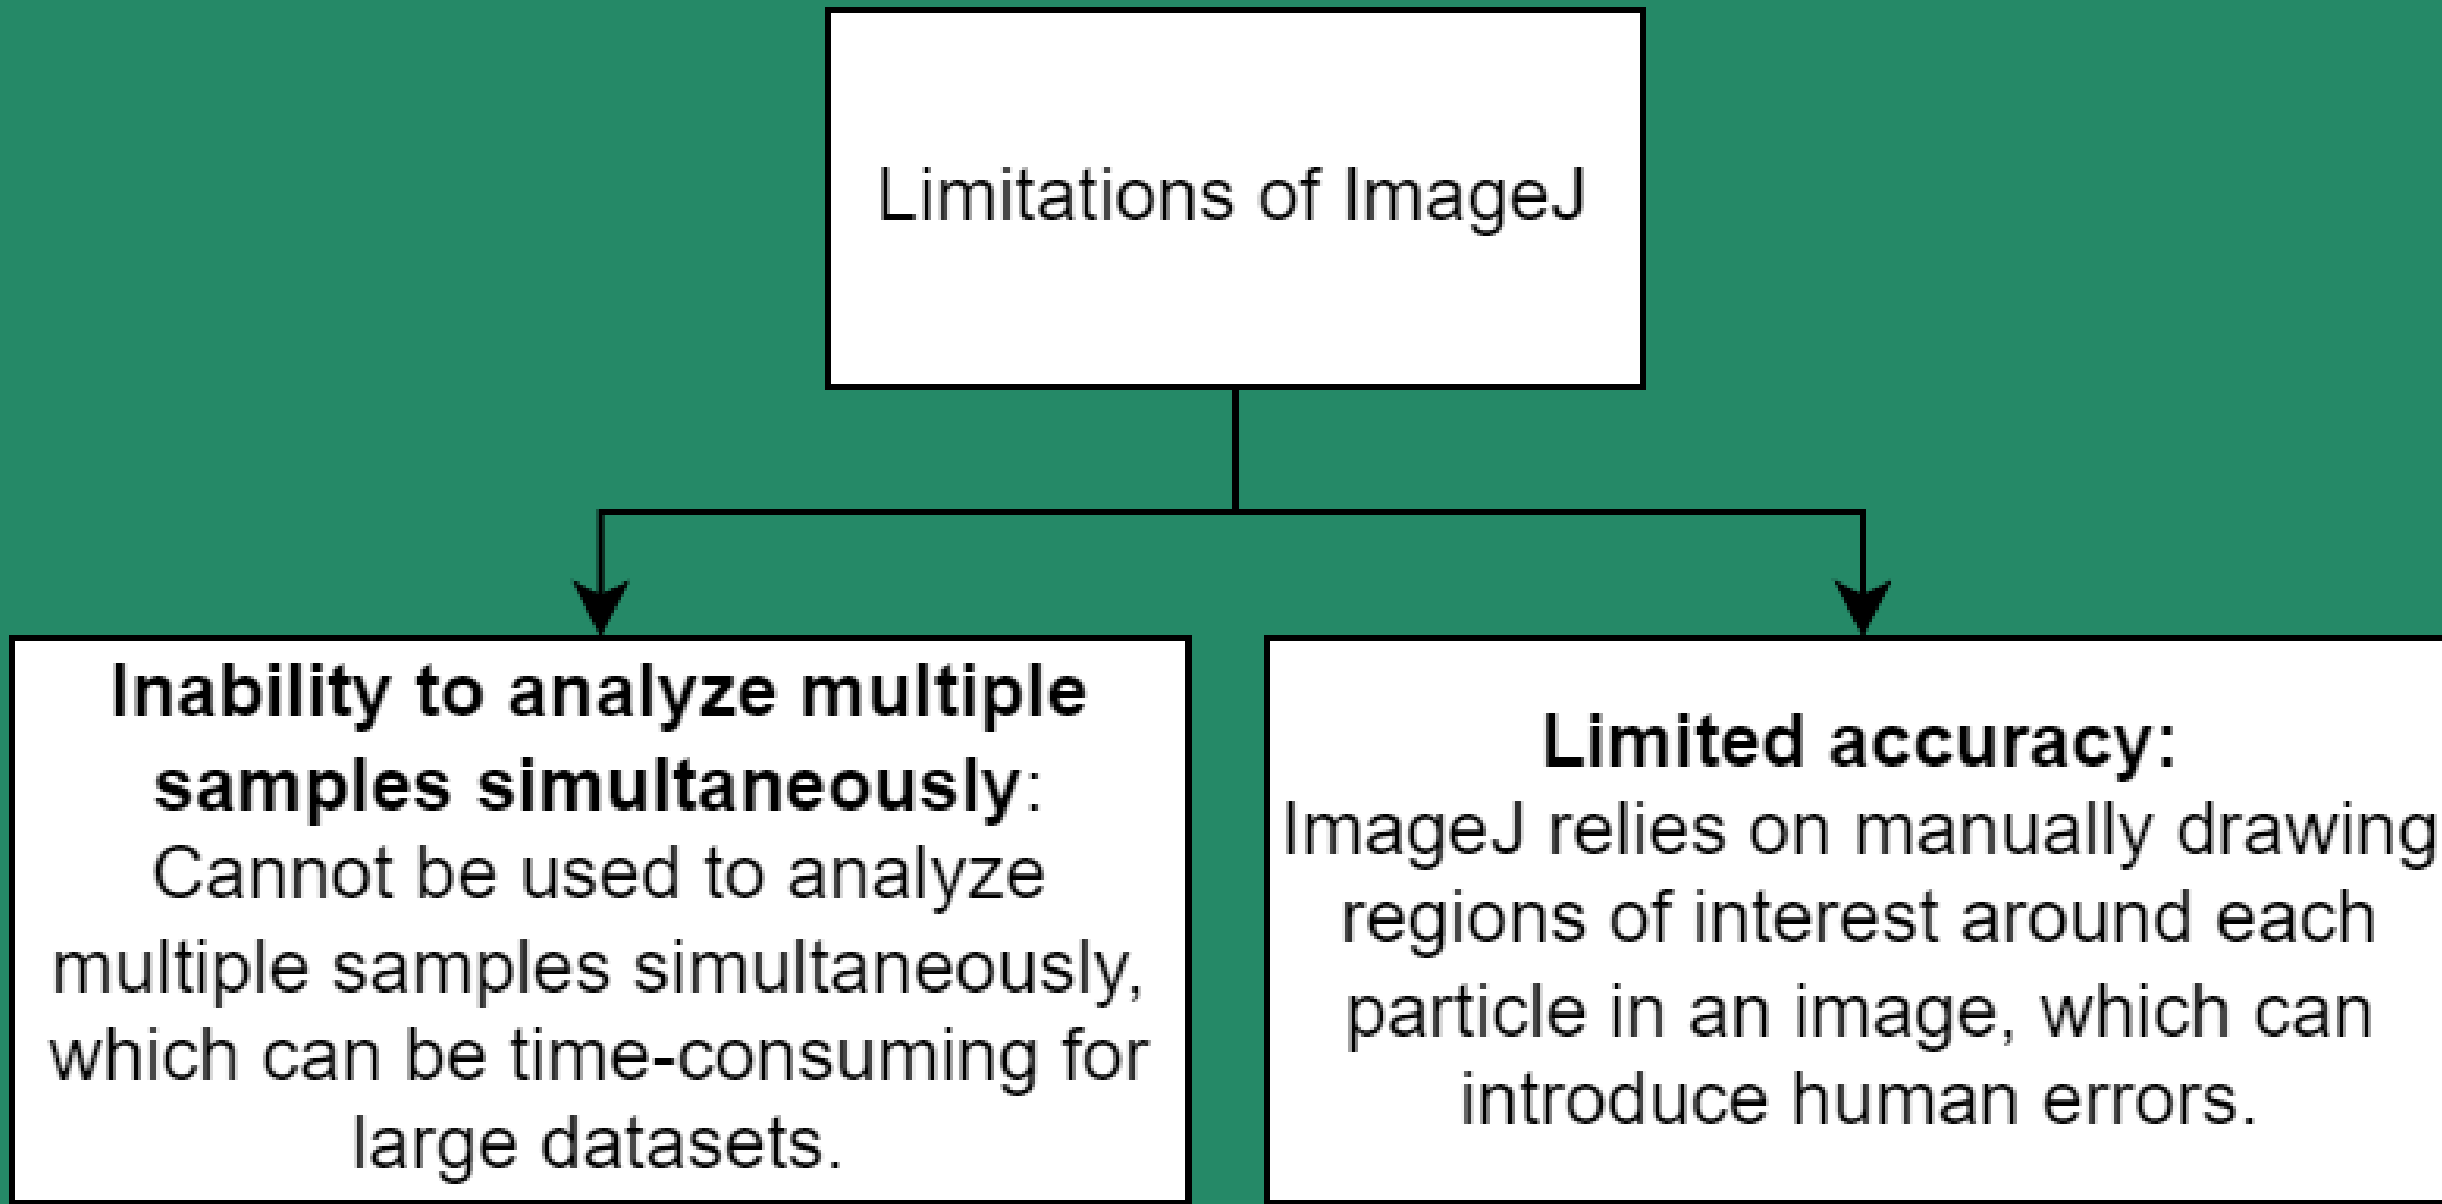 Limitations of ImageJ
Inability to analyze multiple
samples simultaneously:
Cannot be used to analyze
multiple samples simultaneously,
which can be time-consuming for
large datasets.
Limited accuracy:
ImageJ relies on manually drawing
regions of interest around each
particle in an image, which can
introduce human errors.